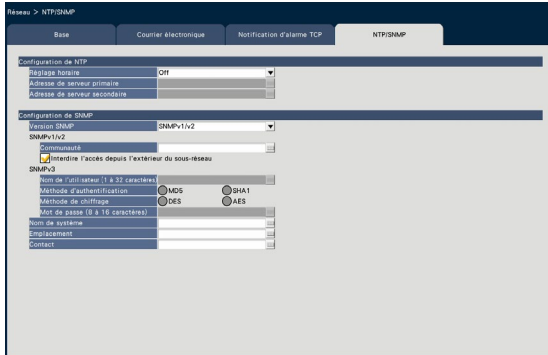 Réseau > NTP/SNMP
Base Courrier électronique Notification d'alarme TCP NTP/SNMP
Configuration de NTP
Réglage horaire Off
Adresse de serveur primaire
Adresse de serveur secondaire
Configuration de SNMP
Version SNMP SNMPv1/v2
SNMPv1/v2
Communauté
Interdire l'accès depuis l'extérieur du sous-réseau
SNMPv3
Nom de l'utilisateur (1 à 32 caractères)
Méthode d'authentification MD5 SHA1
Méthode de chiffrage DES AES
Mot de passe (8 à 16 caractères)
Nom de système
Emplacement
Contact